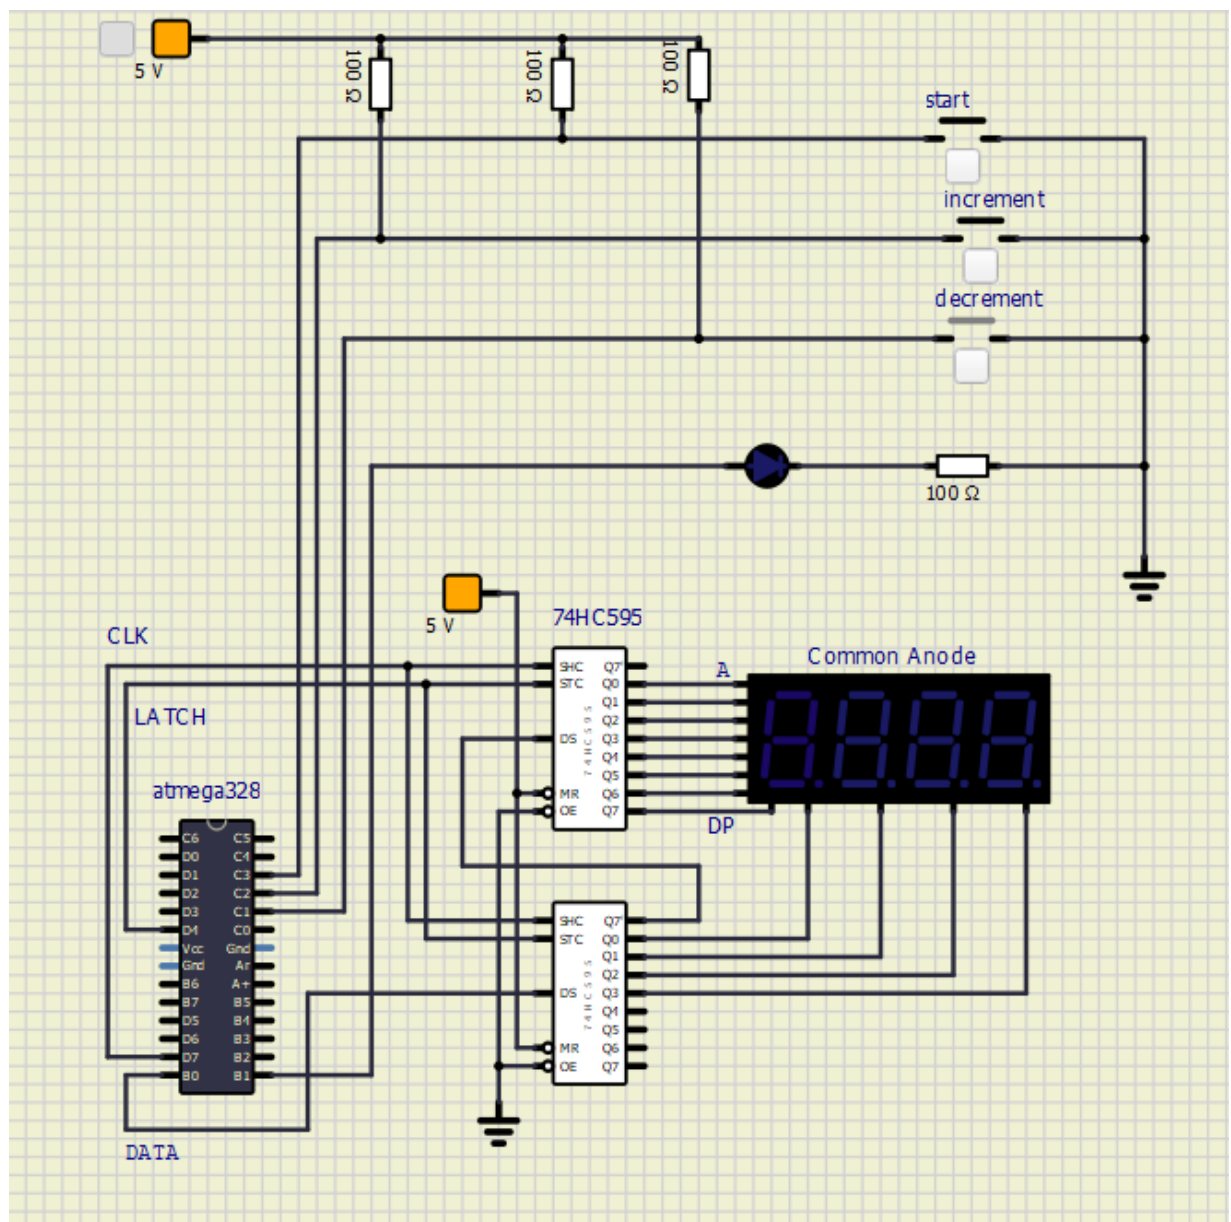 5 V
100 Ω
100 Ω
100 Ω
start
increment
decrement
100 Ω
5 V
74HC595
CLK
LATCH
Common Anode
A
SHC Q7'
STC Q0
Q1
Q2
DS Q3
Q4
Q5
MR Q6
OE Q7
74HC595
DP
atmega328
C6 C5
D0 C4
D1 C3
D2 C2
D3 C1
D4 C0
Vcc Gnd
Gnd Ar
B6 A+
B7 B5
D5 B4
D6 B3
D7 B2
B0 B1
SHC Q7'
STC Q0
Q1
Q2
DS Q3
Q4
Q5
MR Q6
OE Q7
74HC595
DATA